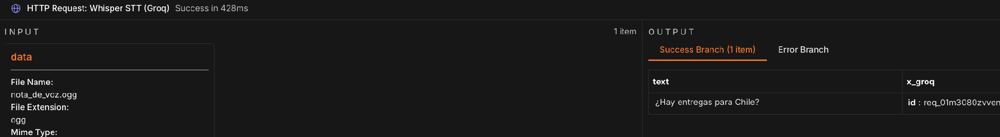 HTTP Request: Whisper STT (Groq) Success in 428ms
INPUT
1 item
data
File Name:
nota_de_voz.ogg
File Extension:
ogg
Mime Type:
OUTPUT
Success Branch (1 item) Error Branch
text x_groq
¿Hay entregas para Chile? id : req_01m3080zvven